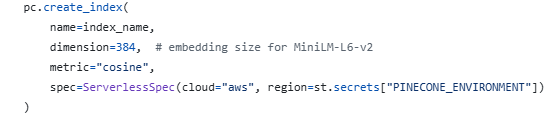 pc.create_index(
    name=index_name,
    dimension=384,  # embedding size for MiniLM-L6-v2
    metric="cosine",
    spec=ServerlessSpec(cloud="aws", region=st.secrets["PINECONE_ENVIRONMENT"])
)